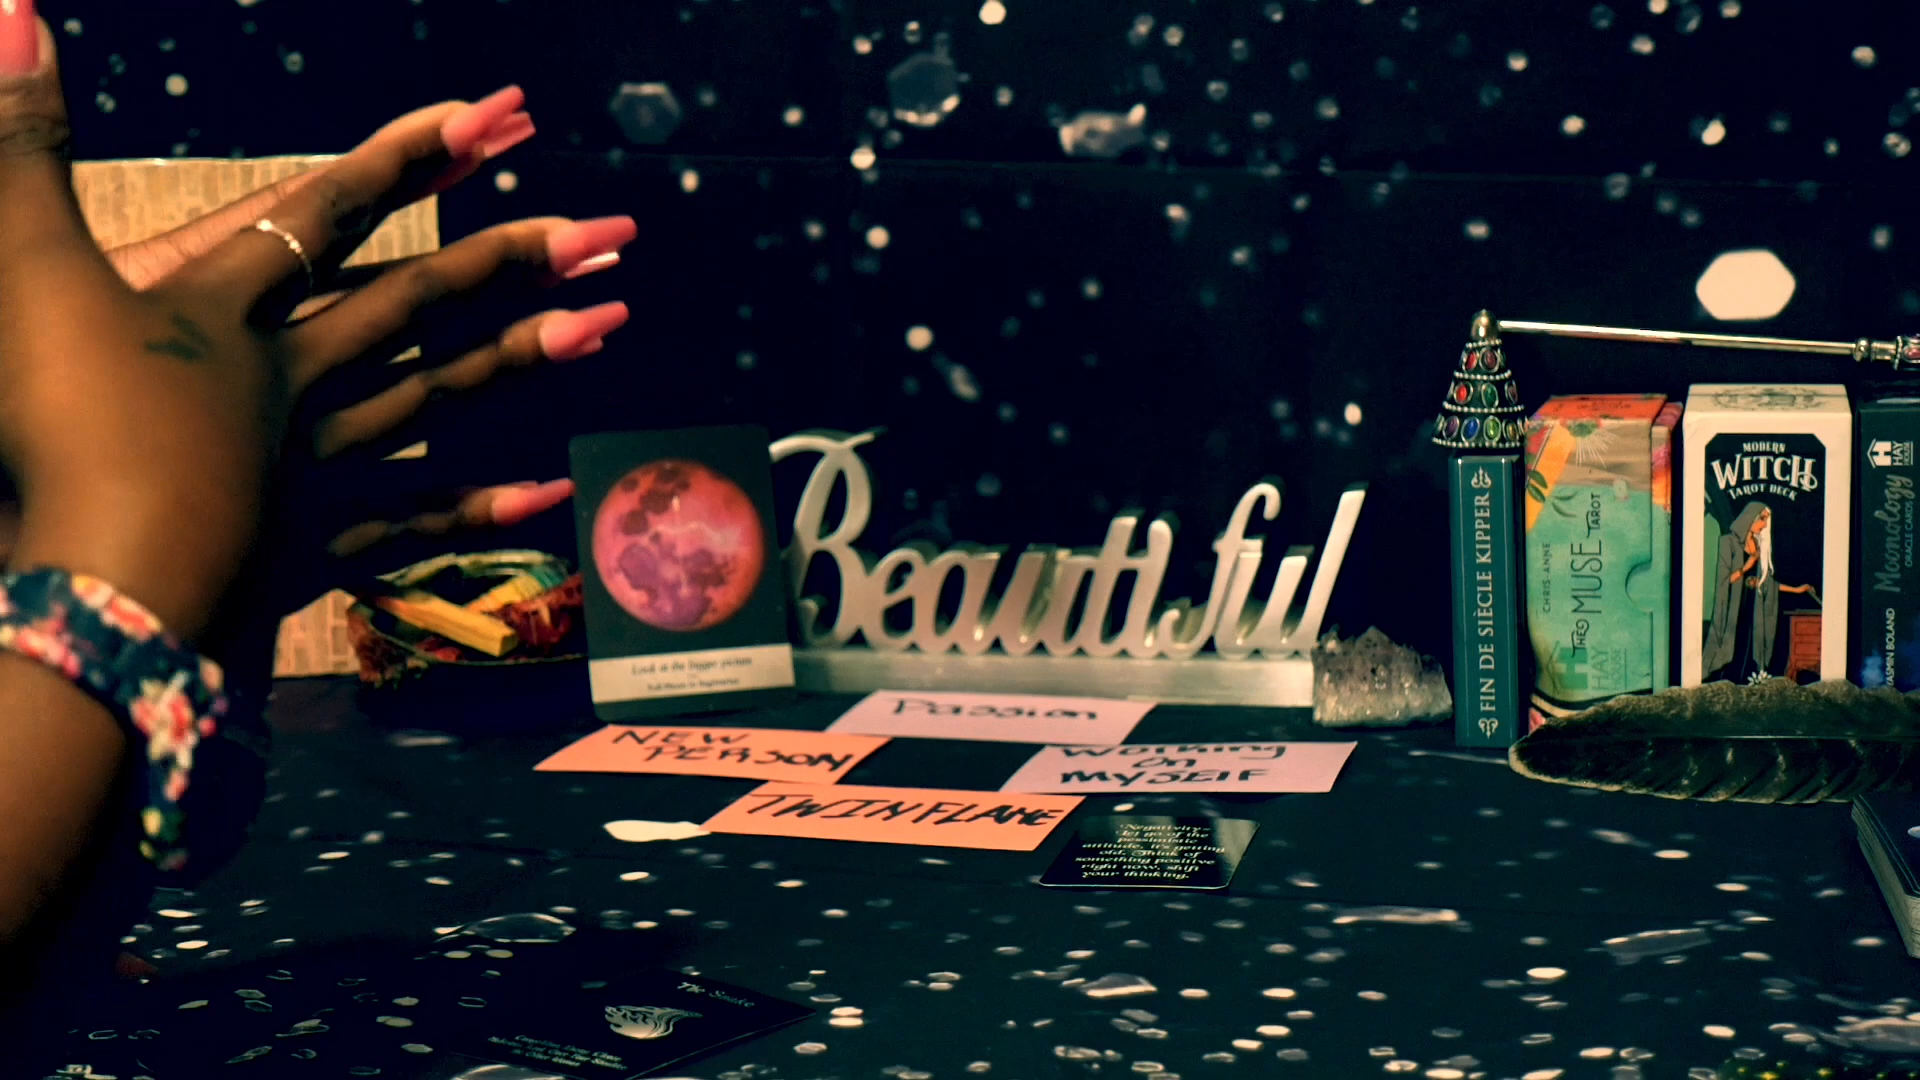 Beautiful
Look at the bigger picture
Full Moon in Sagittarius
Passion
NEW
PERSON
Working
on
MYSELF
TWIN FLAME
Negativity-
let go of the
pessimistic
attitude, it's getting
old. Think of
something positive
right now, shift
your thinking.
The Snake
FIN DE SIÈCLE KIPPER
CHRIS-ANNE
THE MUSE TAROT
HAY
HOUSE
MODERN
WITCH
TAROT DECK
HAY
HOUSE
Moonology
ORACLE CARDS
YASMIN BOLAND